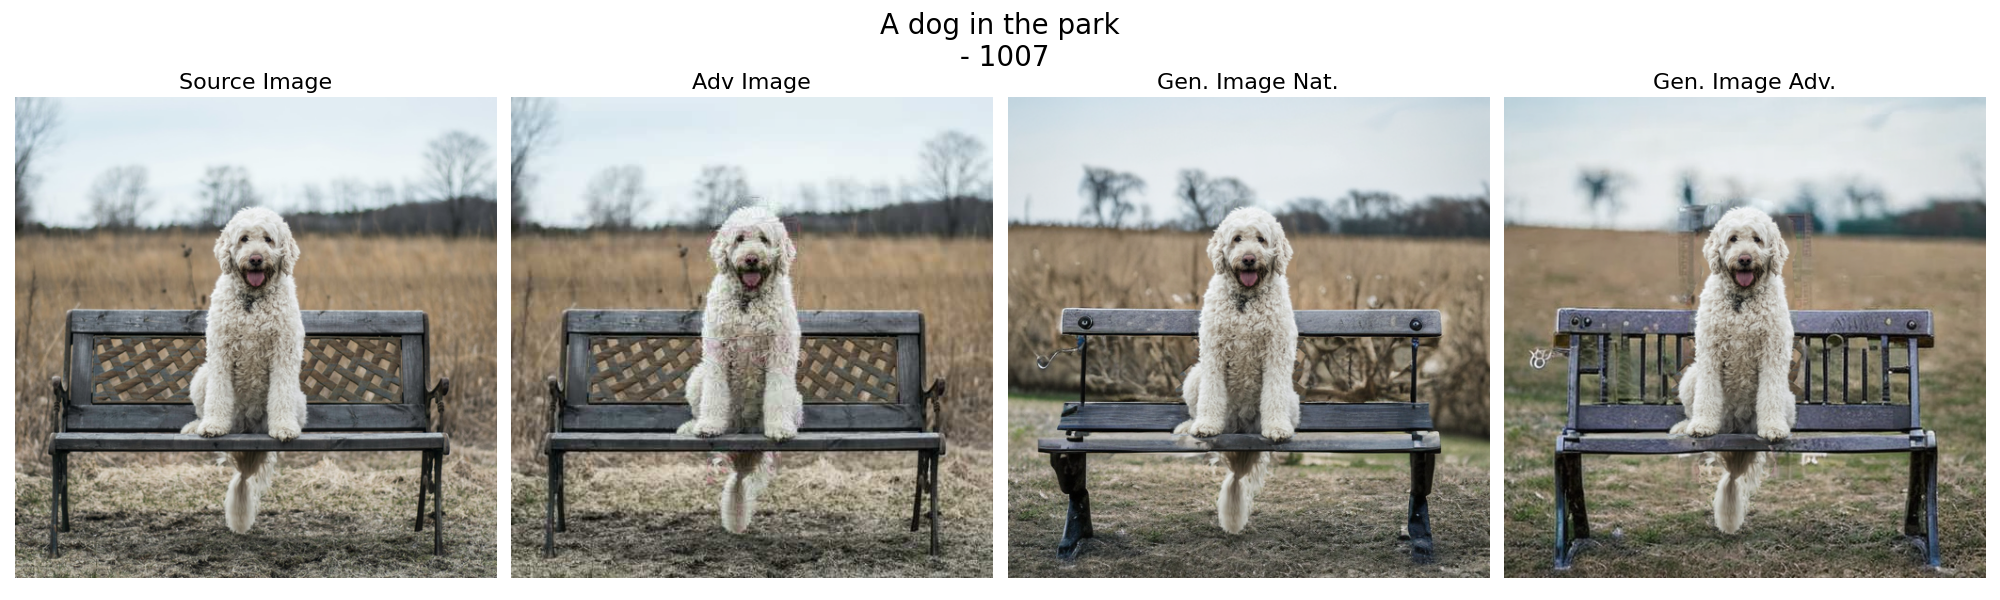 A dog in the park
- 1007
Source Image
Adv Image
Gen. Image Nat.
Gen. Image Adv.